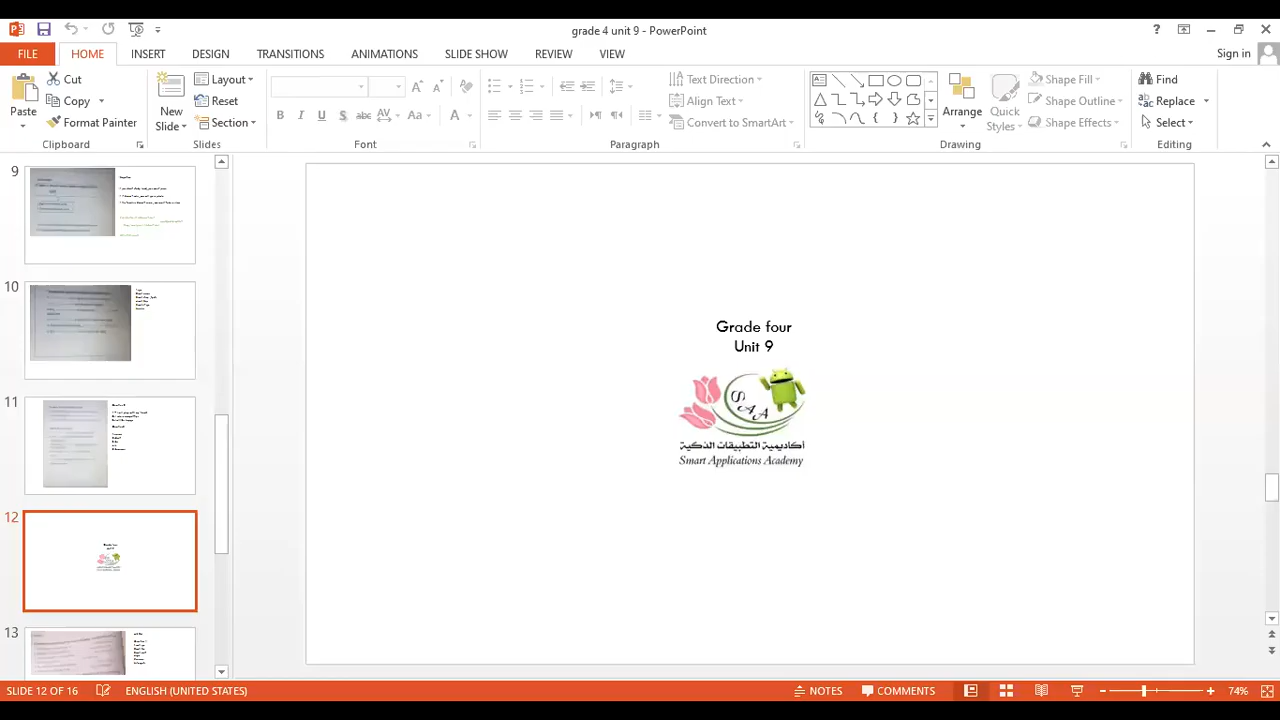 grade 4 unit 9 - PowerPoint
Sign in
FILE HOME INSERT DESIGN TRANSITIONS ANIMATIONS SLIDE SHOW REVIEW VIEW
Paste
Cut
Copy
Format Painter
Clipboard
New Slide
Layout
Reset
Section
Slides
Font
Text Direction
Align Text
Convert to SmartArt
Paragraph
Arrange
Quick Styles
Shape Fill
Shape Outline
Shape Effects
Drawing
Find
Replace
Select
Editing
9
10
11
12
13
Grade four
Unit 9
SAA
أكاديمية التطبيقات الذكية
Smart Applications Academy
SLIDE 12 OF 16 ENGLISH (UNITED STATES) NOTES COMMENTS 74%